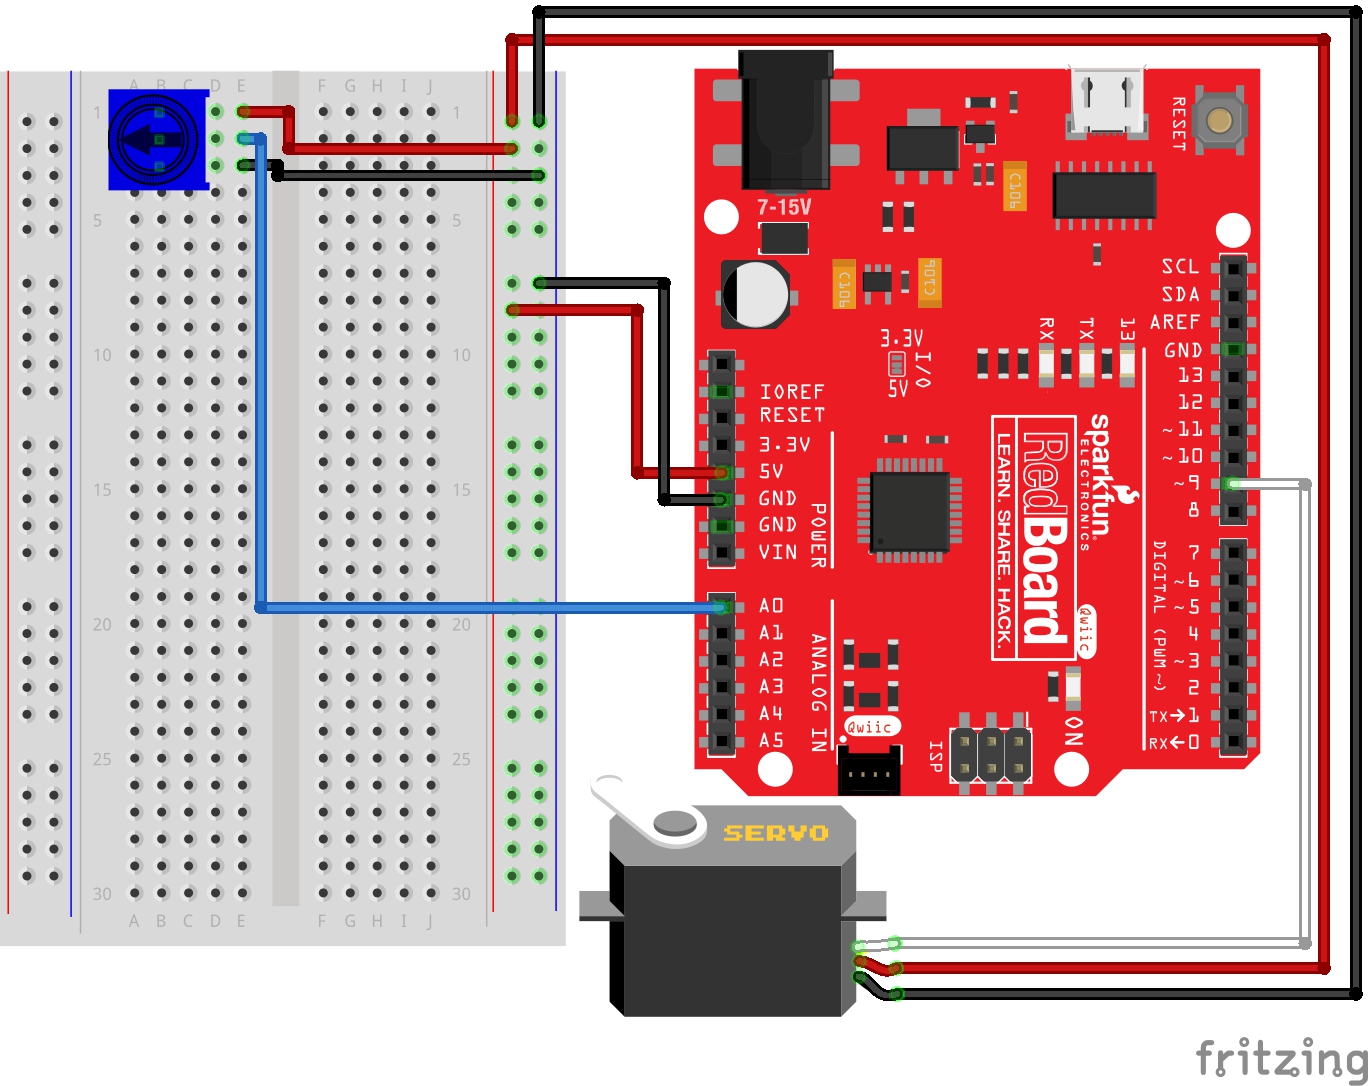 A B C D E F G H I J
1 1
5 5
10 10
15 15
20 20
25 25
30 30
A B C D E F G H I J
7-15V
RESET
C106
C106
C106
3.3V
I/O
5V
RX
TX
13
IOREF
RESET
3.3V
5V
GND
GND
VIN
POWER
A0
A1
A2
A3
A4
A5
ANALOG IN
SCL
SDA
AREF
GND
13
12
~11
~10
~9
8
7
~6
~5
4
~3
2
TX→1
RX←0
DIGITAL (PWM~)
sparkfun
ELECTRONICS
RedBoard
LEARN. SHARE. HACK.
Qwiic
Qwiic
ISP
ON
SERVO
fritzing